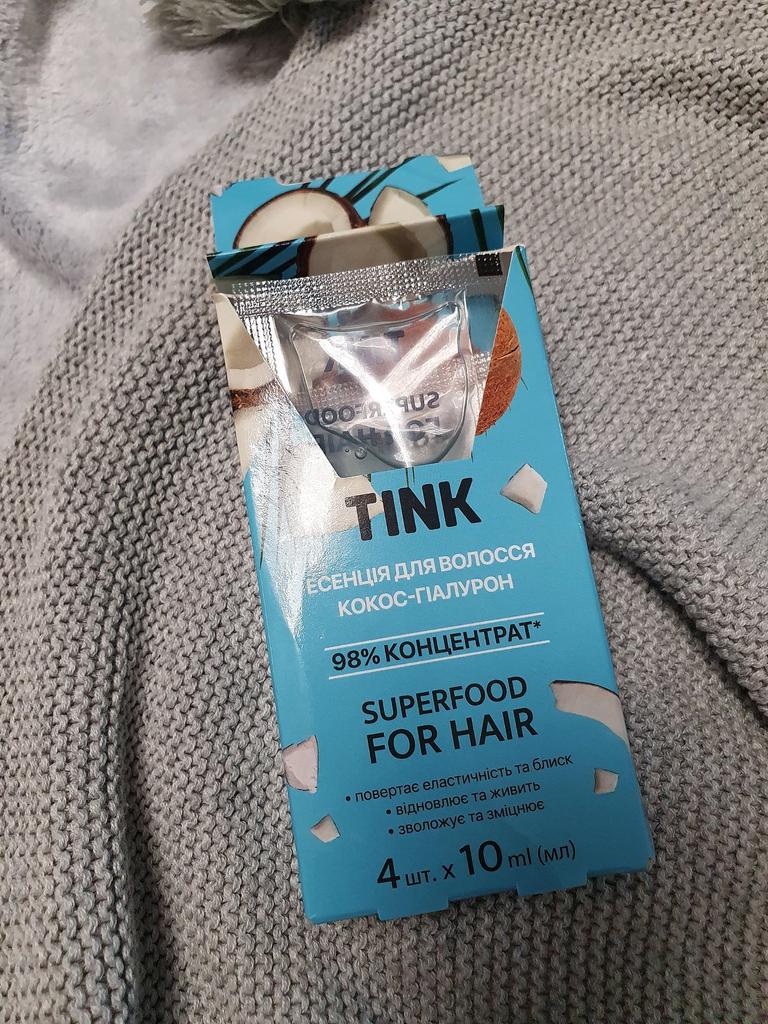 TINK
ЕСЕНЦІЯ ДЛЯ ВОЛОССЯ
КОКОС-ГІАЛУРОН
98% КОНЦЕНТРАТ*
SUPERFOOD
FOR HAIR
• повертає еластичність та блиск
• відновлює та живить
• зволожує та зміцнює
4 шт. x 10 ml (мл)